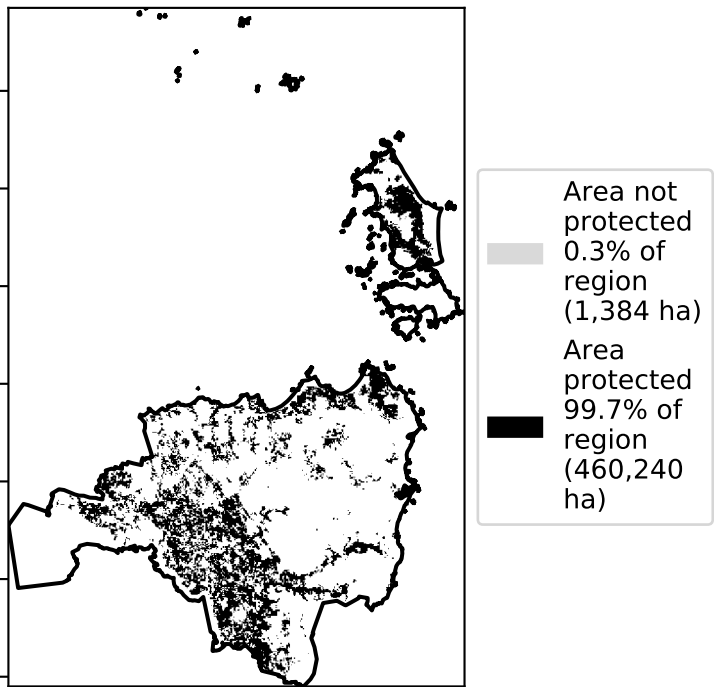 Area not
protected
0.3% of
region
(1,384 ha)
Area
protected
99.7% of
region
(460,240
ha)